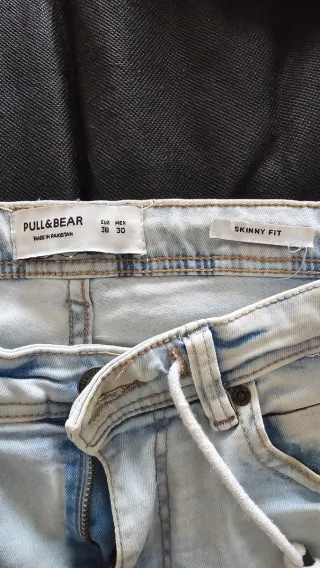 PULL&BEAR
MADE IN PAKISTAN
EUR MEX
38 30
SKINNY FIT